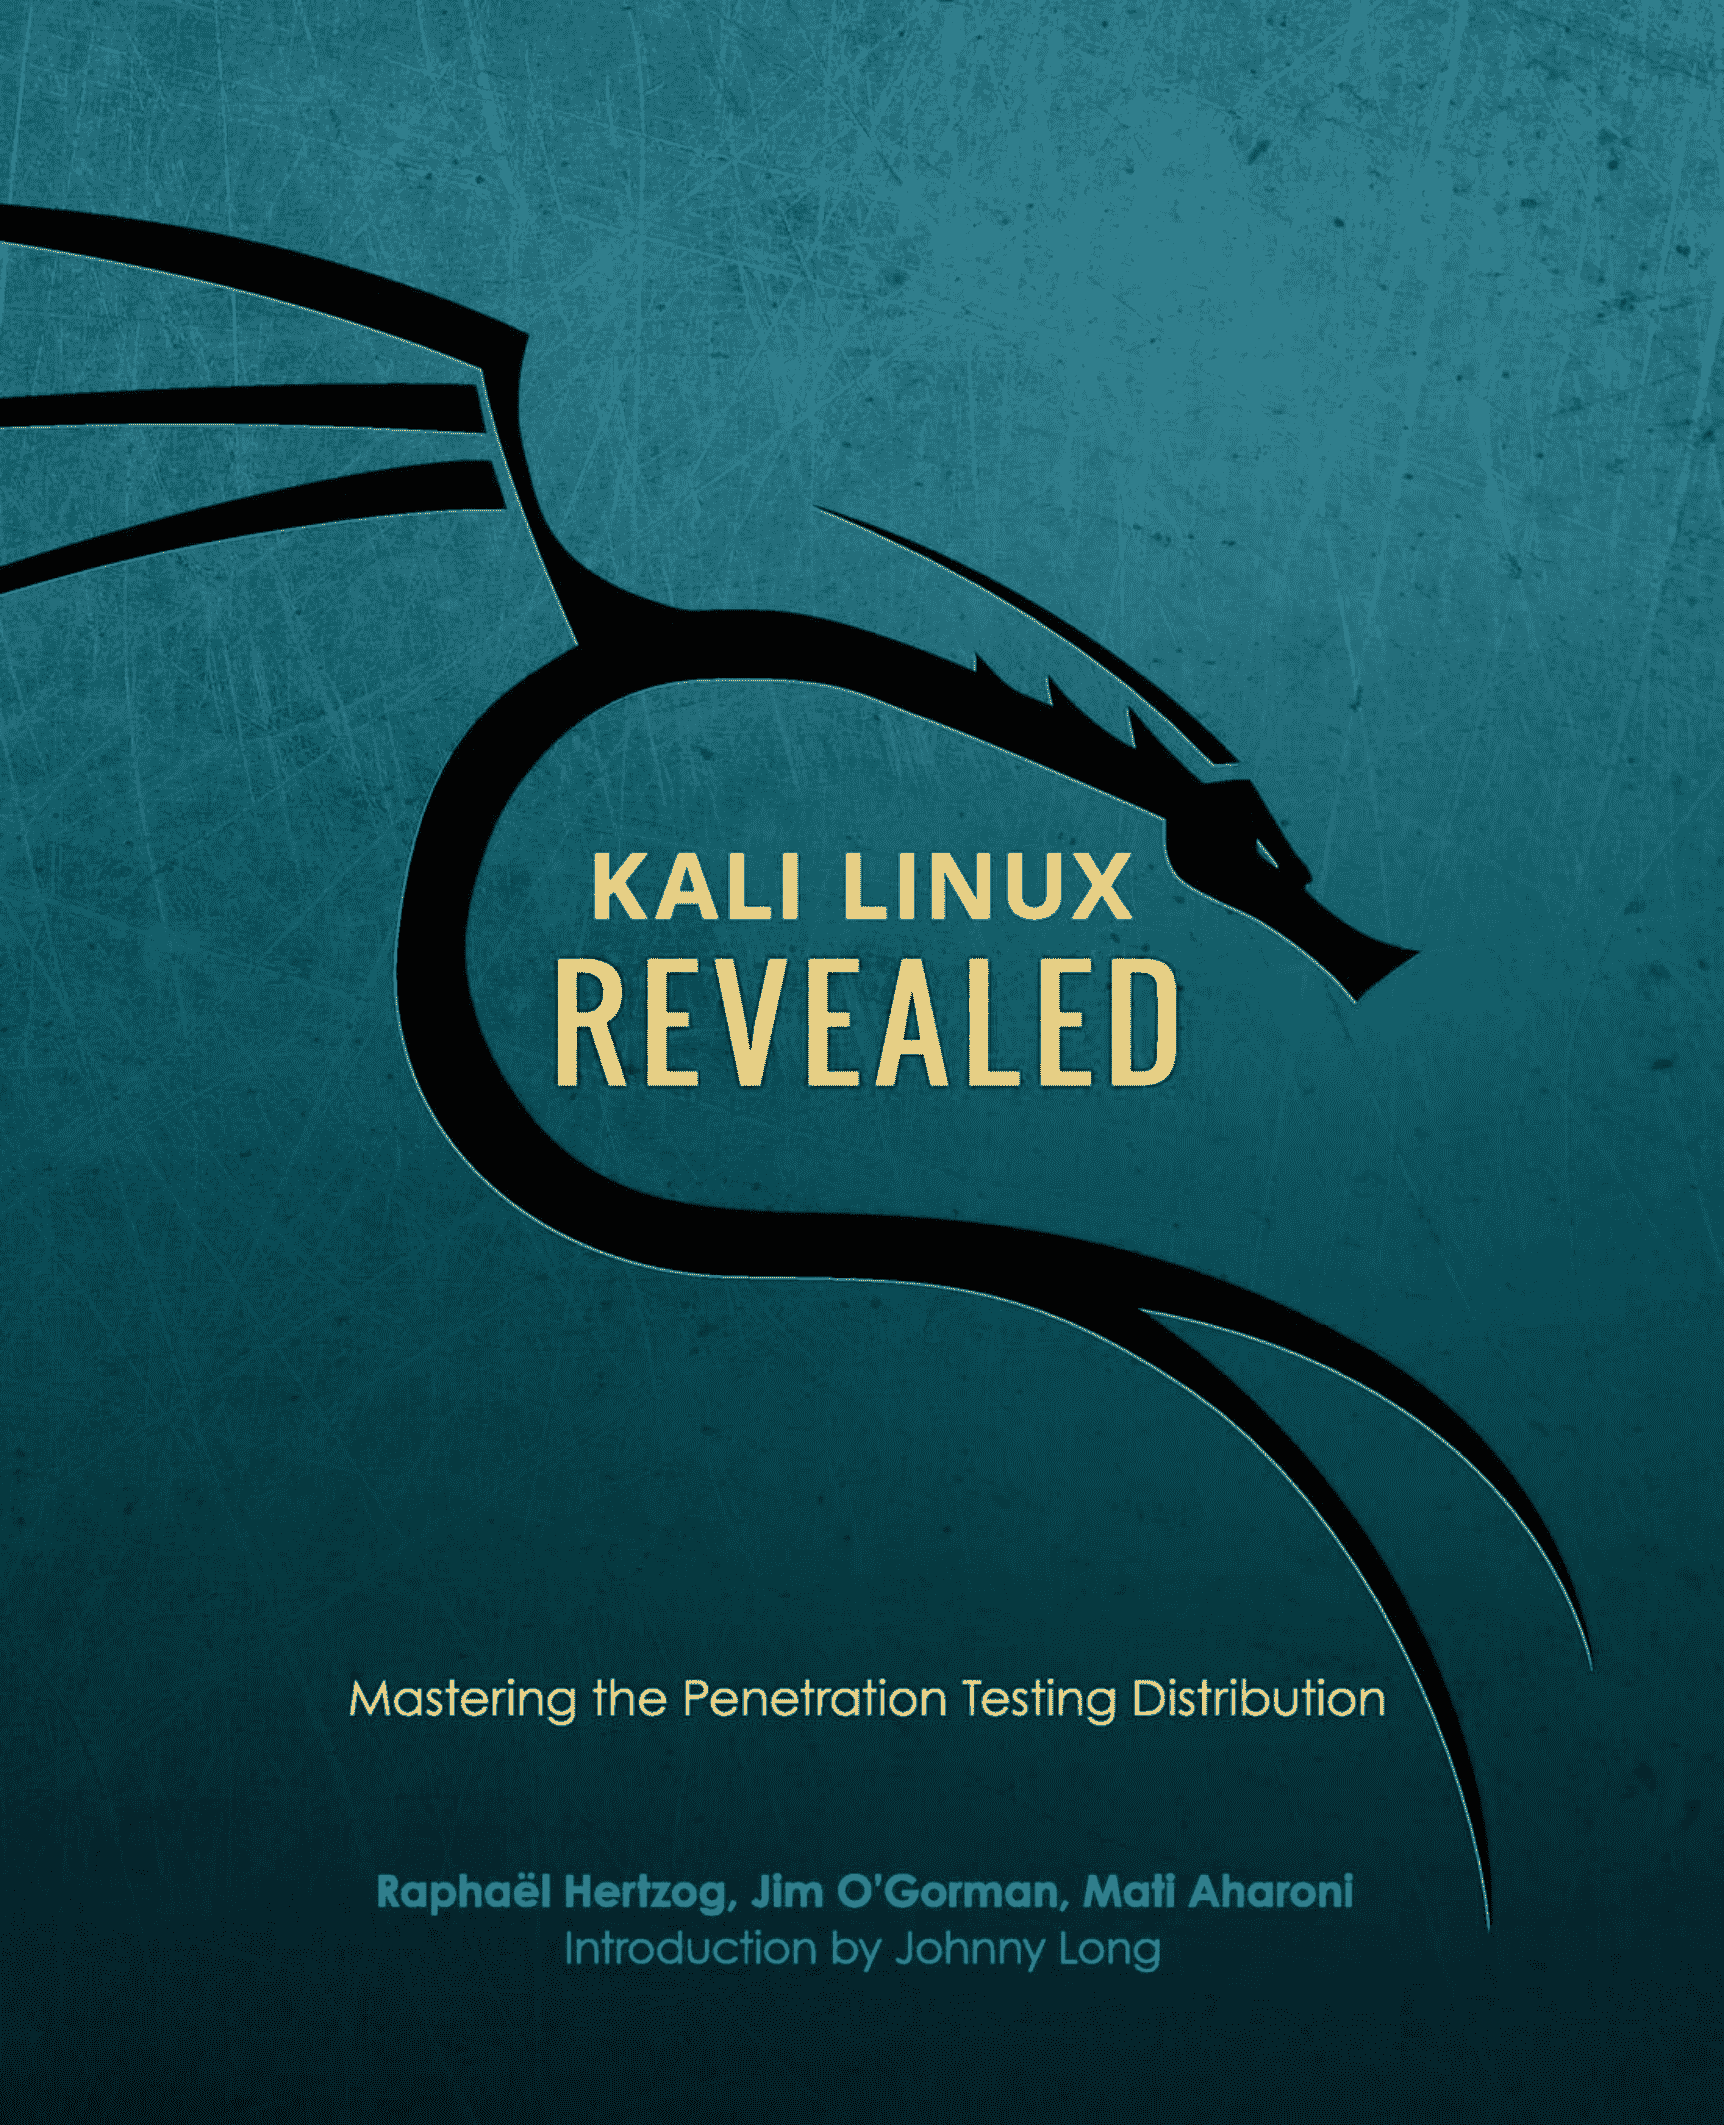 KALI LINUX
REVEALED
Mastering the Penetration Testing Distribution
Raphaël Hertzog, Jim O'Gorman, Mati Aharoni
Introduction by Johnny Long